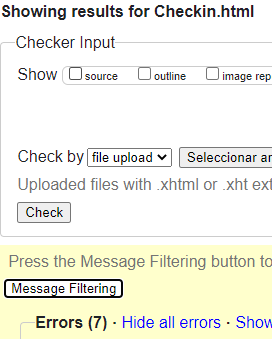 Showing results for Checkin.html
Checker Input
Show source outline image rep
Check by file upload Seleccionar
Uploaded files with .xhtml or .xht
Check
Press the Message Filtering button to
Message Filtering
Errors (7) · Hide all errors · Show